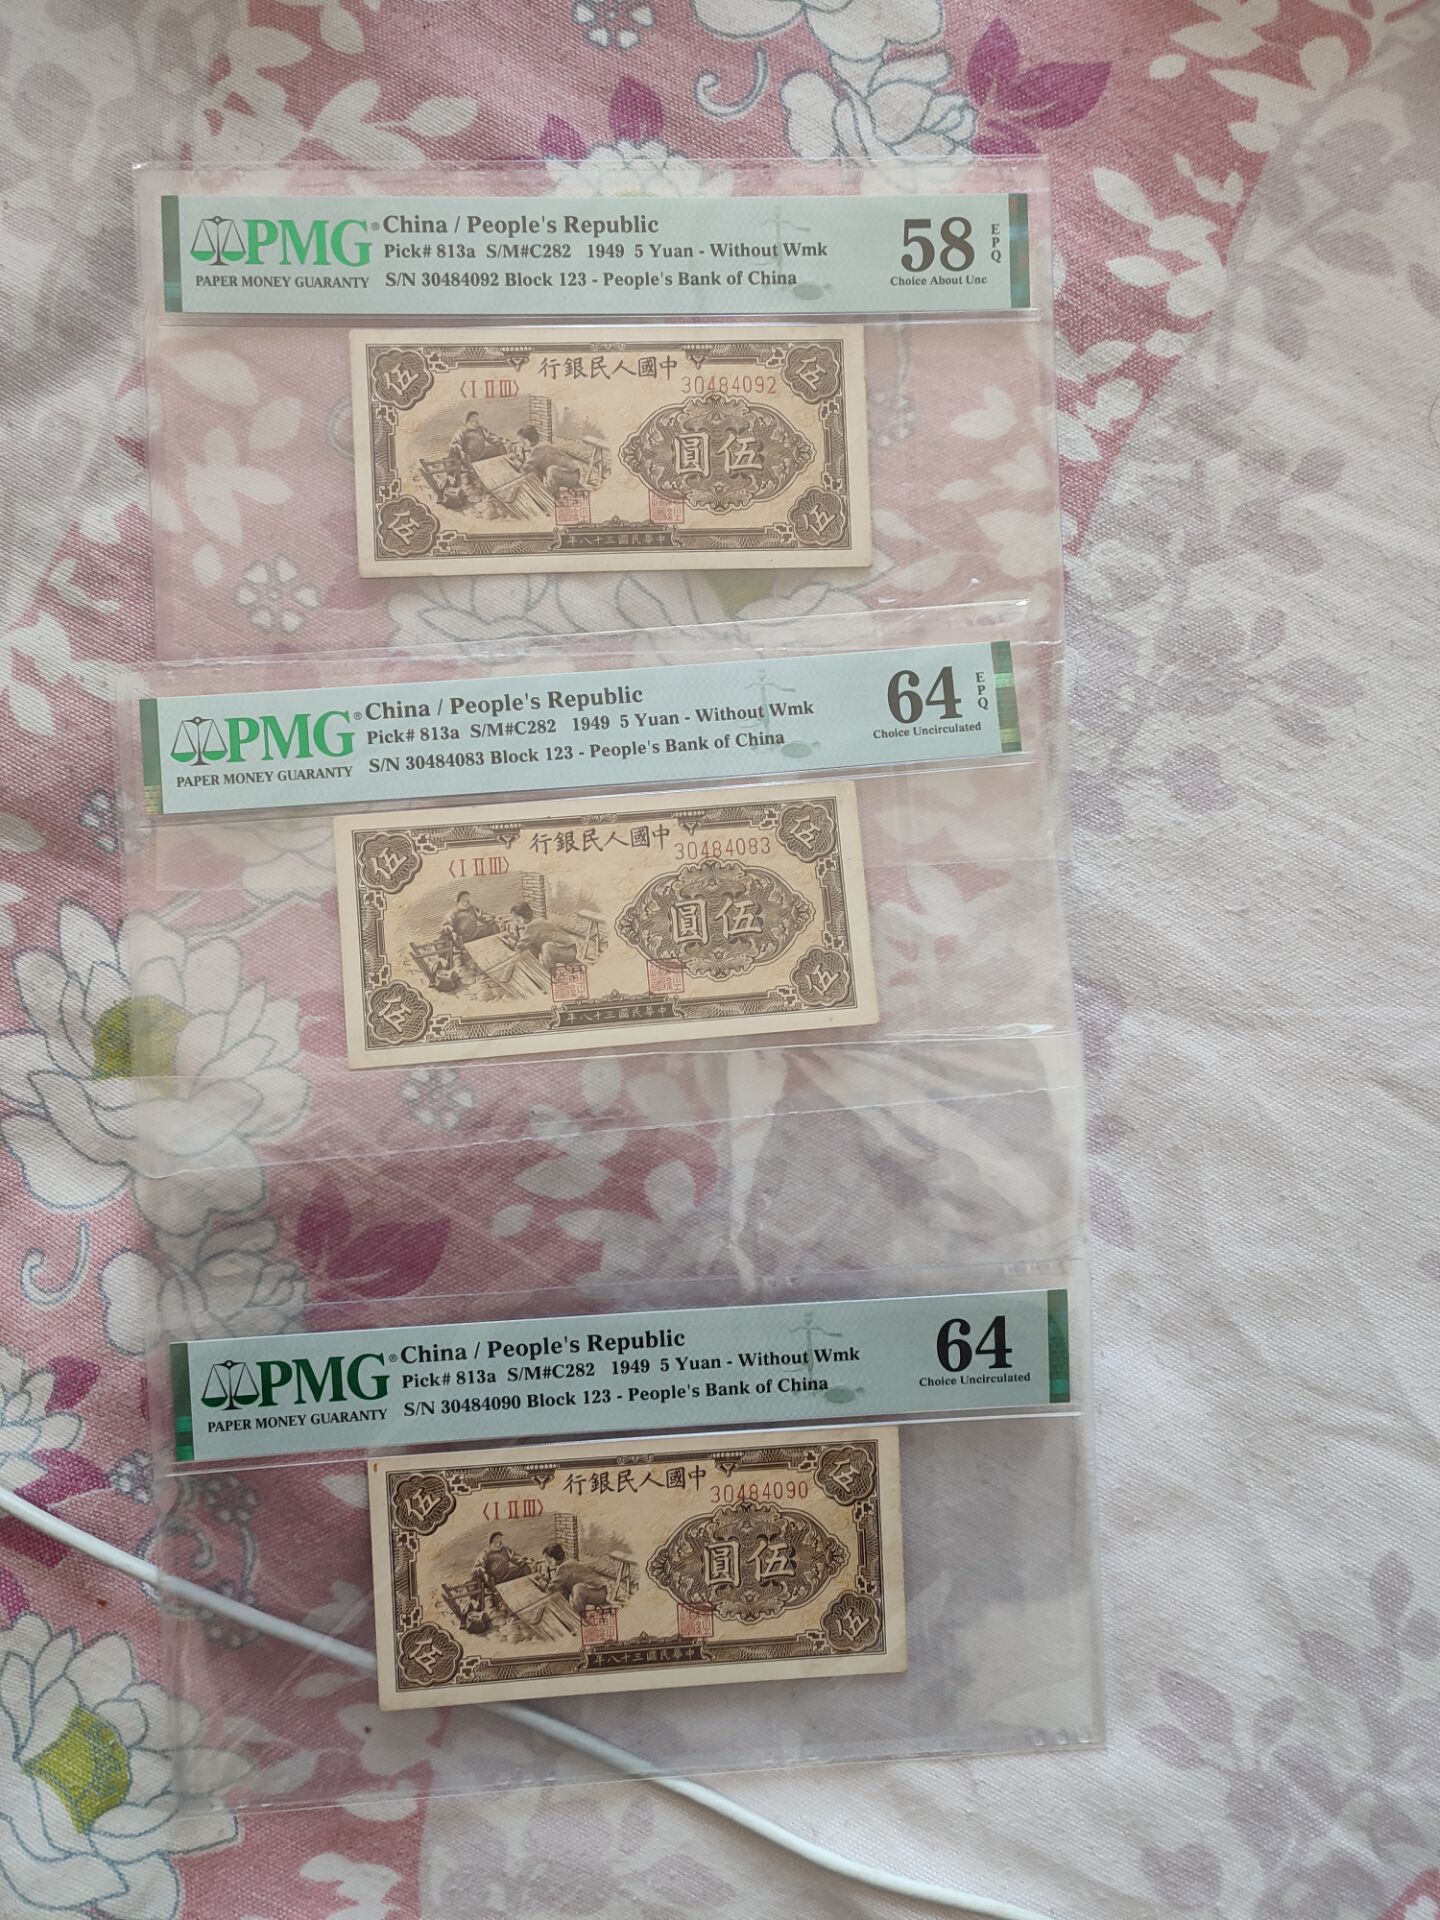 PMG® China / People's Republic 58 EPQ
Pick# 813a S/M#C282 1949 5 Yuan - Without Wmk
PAPER MONEY GUARANTY S/N 30484092 Block 123 - People's Bank of China Choice About Unc
伍 行銀民人國中 伍
〈I II III〉 30484092
圓伍
伍 年八十三國民華中 伍
PMG® China / People's Republic 64 EPQ
Pick# 813a S/M#C282 1949 5 Yuan - Without Wmk
PAPER MONEY GUARANTY S/N 30484083 Block 123 - People's Bank of China Choice Uncirculated
伍 行銀民人國中 伍
〈I II III〉 30484083
圓伍
伍 年八十三國民華中 伍
PMG® China / People's Republic 64
Pick# 813a S/M#C282 1949 5 Yuan - Without Wmk
PAPER MONEY GUARANTY S/N 30484090 Block 123 - People's Bank of China Choice Uncirculated
伍 行銀民人國中 伍
〈I II III〉 30484090
圓伍
伍 年八十三國民華中 伍